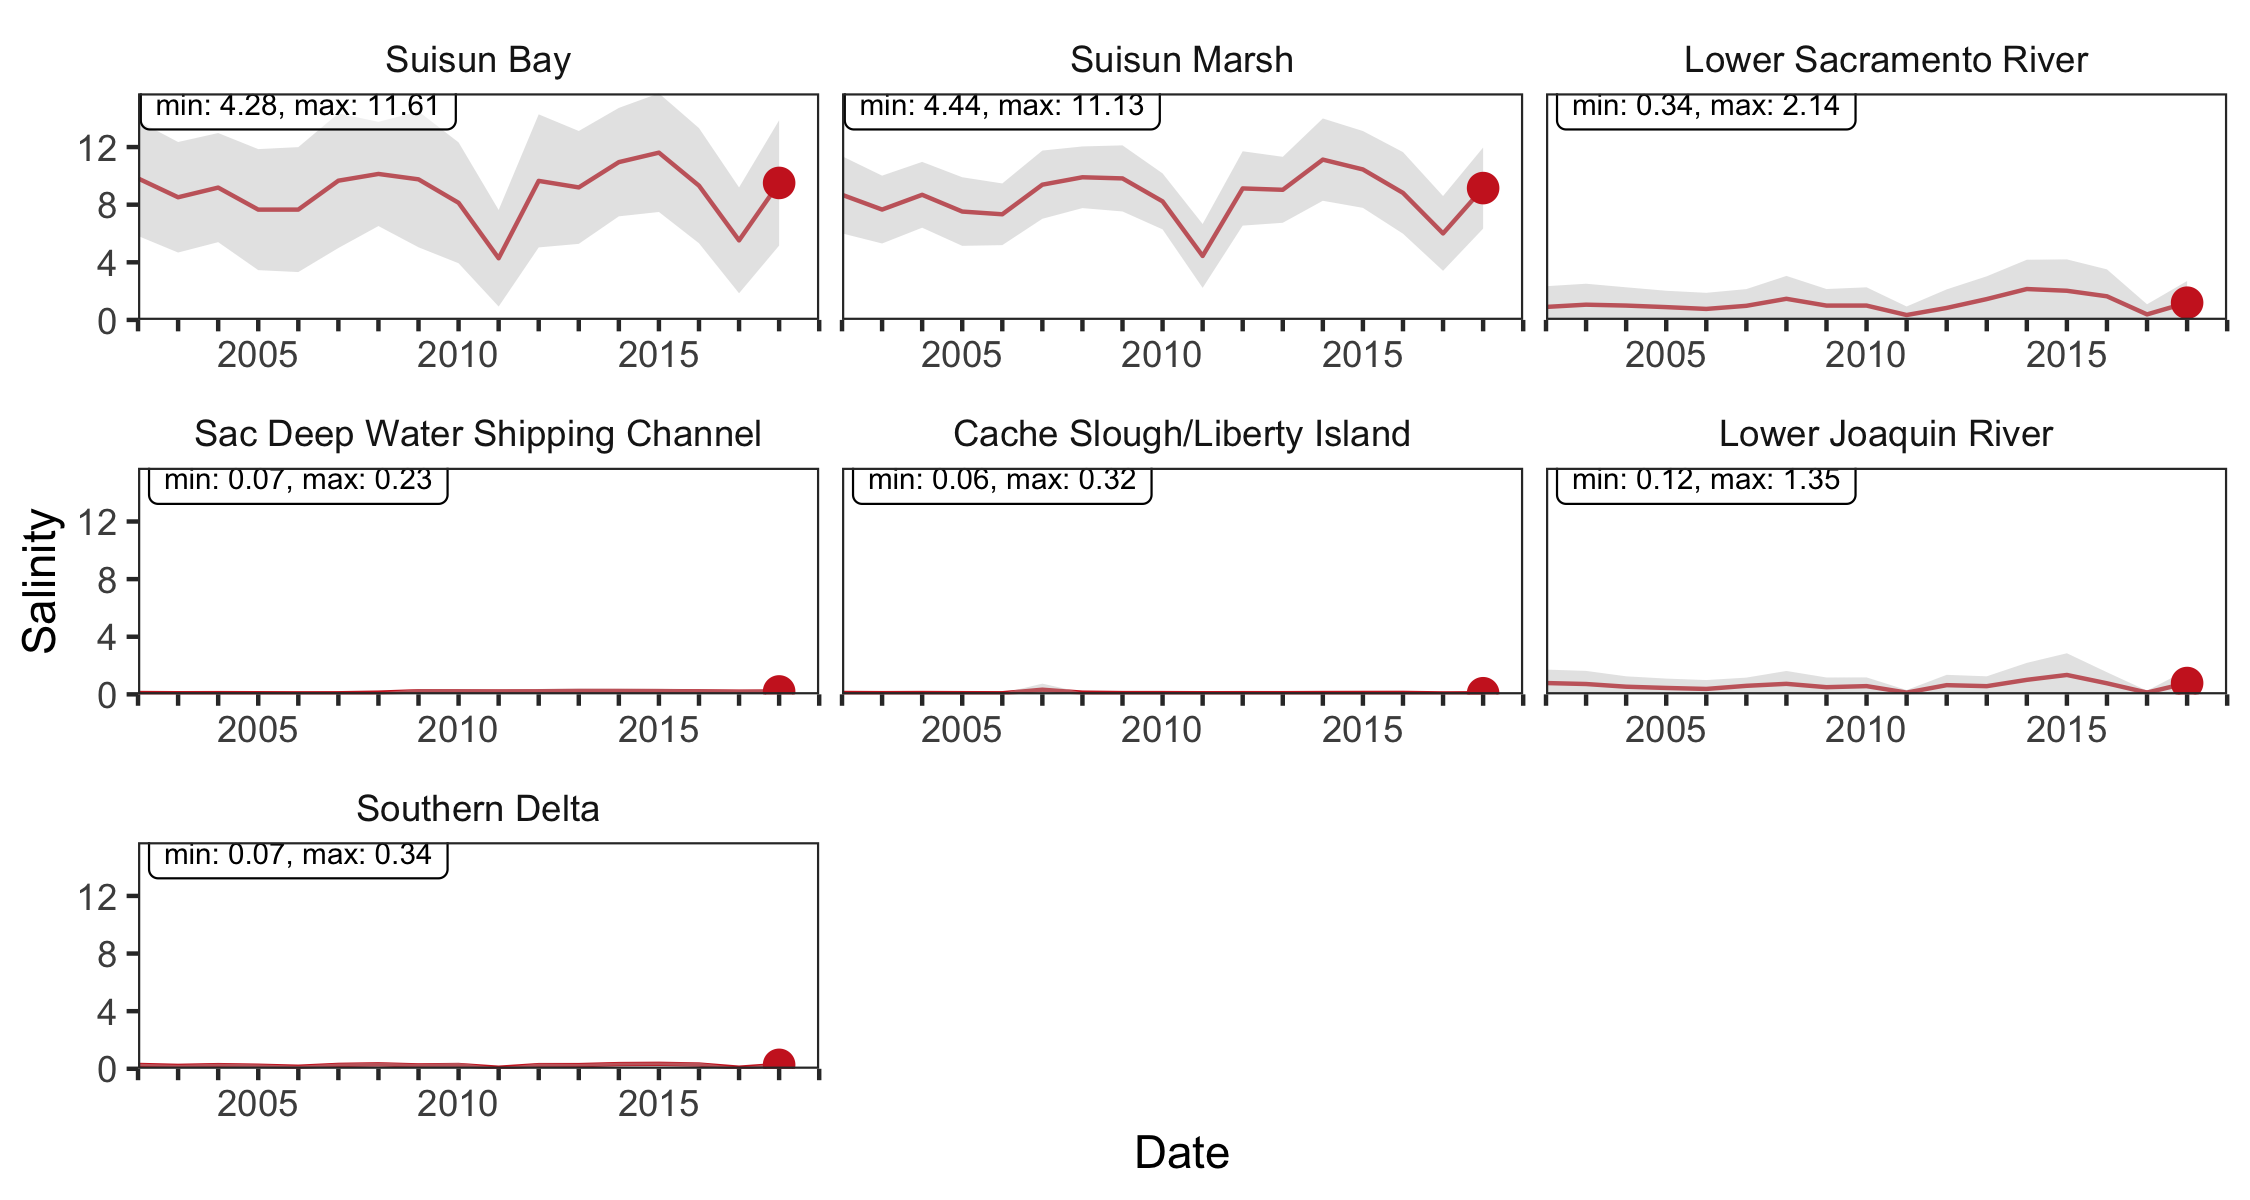 Suisun Bay
Suisun Marsh
Lower Sacramento River
min: 4.28, max: 11.61
min: 4.44, max: 11.13
min: 0.34, max: 2.14
12
8
4
0
2005 2010 2015
2005 2010 2015
2005 2010 2015
Sac Deep Water Shipping Channel
Cache Slough/Liberty Island
Lower Joaquin River
min: 0.07, max: 0.23
min: 0.06, max: 0.32
min: 0.12, max: 1.35
Salinity
12
8
4
0
2005 2010 2015
2005 2010 2015
2005 2010 2015
Southern Delta
min: 0.07, max: 0.34
12
8
4
0
2005 2010 2015
Date